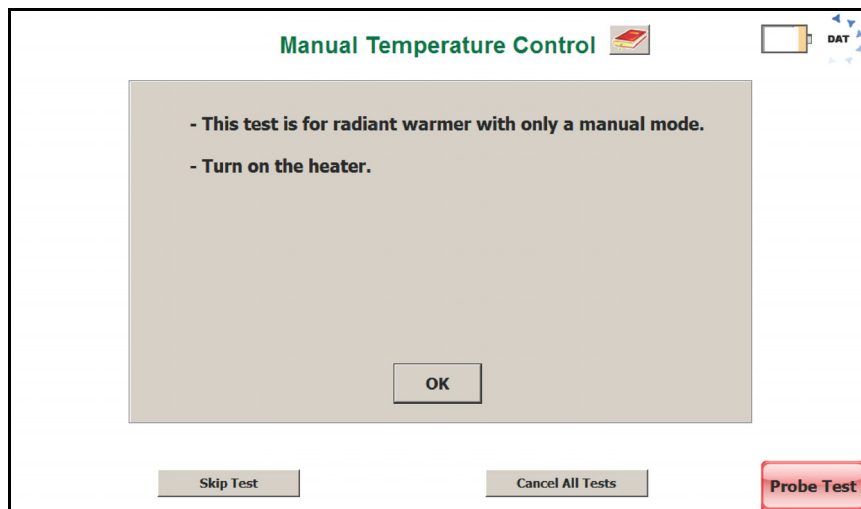 Manual Temperature Control
DAT
- This test is for radiant warmer with only a manual mode.
- Turn on the heater.
OK
Skip Test
Cancel All Tests
Probe Test